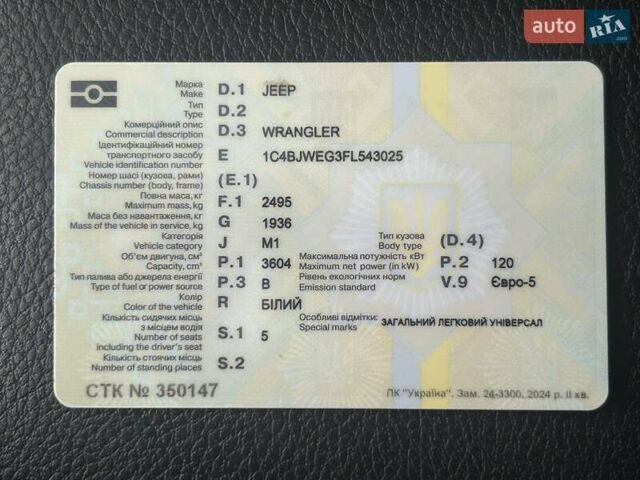 auto RIA.com
Марка
Make D.1 JEEP
Тип
Type D.2
Комерційний опис
Commercial description D.3 WRANGLER
Ідентифікаційний номер
транспортного засобу E 1C4BJWEG3FL543025
Vehicle identification number
Номер шасі (кузова, рами)
Chassis number (body, frame) (E.1)
Повна маса, кг
Maximum mass, kg F.1 2495
Маса без навантаження, кг
Mass of the vehicle in service, kg G 1936
Категорія
Vehicle category J M1
Тип кузова
Body type (D.4)
Об'єм двигуна, см³
Capacity, cm³ P.1 3604
Максимальна потужність кВт
Maximum net power (in kW) P.2 120
Тип палива або джерела енергії
Type of fuel or power source P.3 B
Рівень екологічних норм
Emission standard V.9 Євро-5
Колір
Color of the vehicle R БІЛИЙ
Кількість сидячих місць
з місцем водія
Number of seats S.1 5
including the driver's seat
Особливі відмітки:
Special marks ЗАГАЛЬНИЙ ЛЕГКОВИЙ УНІВЕРСАЛ
Кількість стоячих місць
Number of standing places S.2
СТК № 350147
ПК "Україна". Зам. 24-3300. 2024 р. II кв.